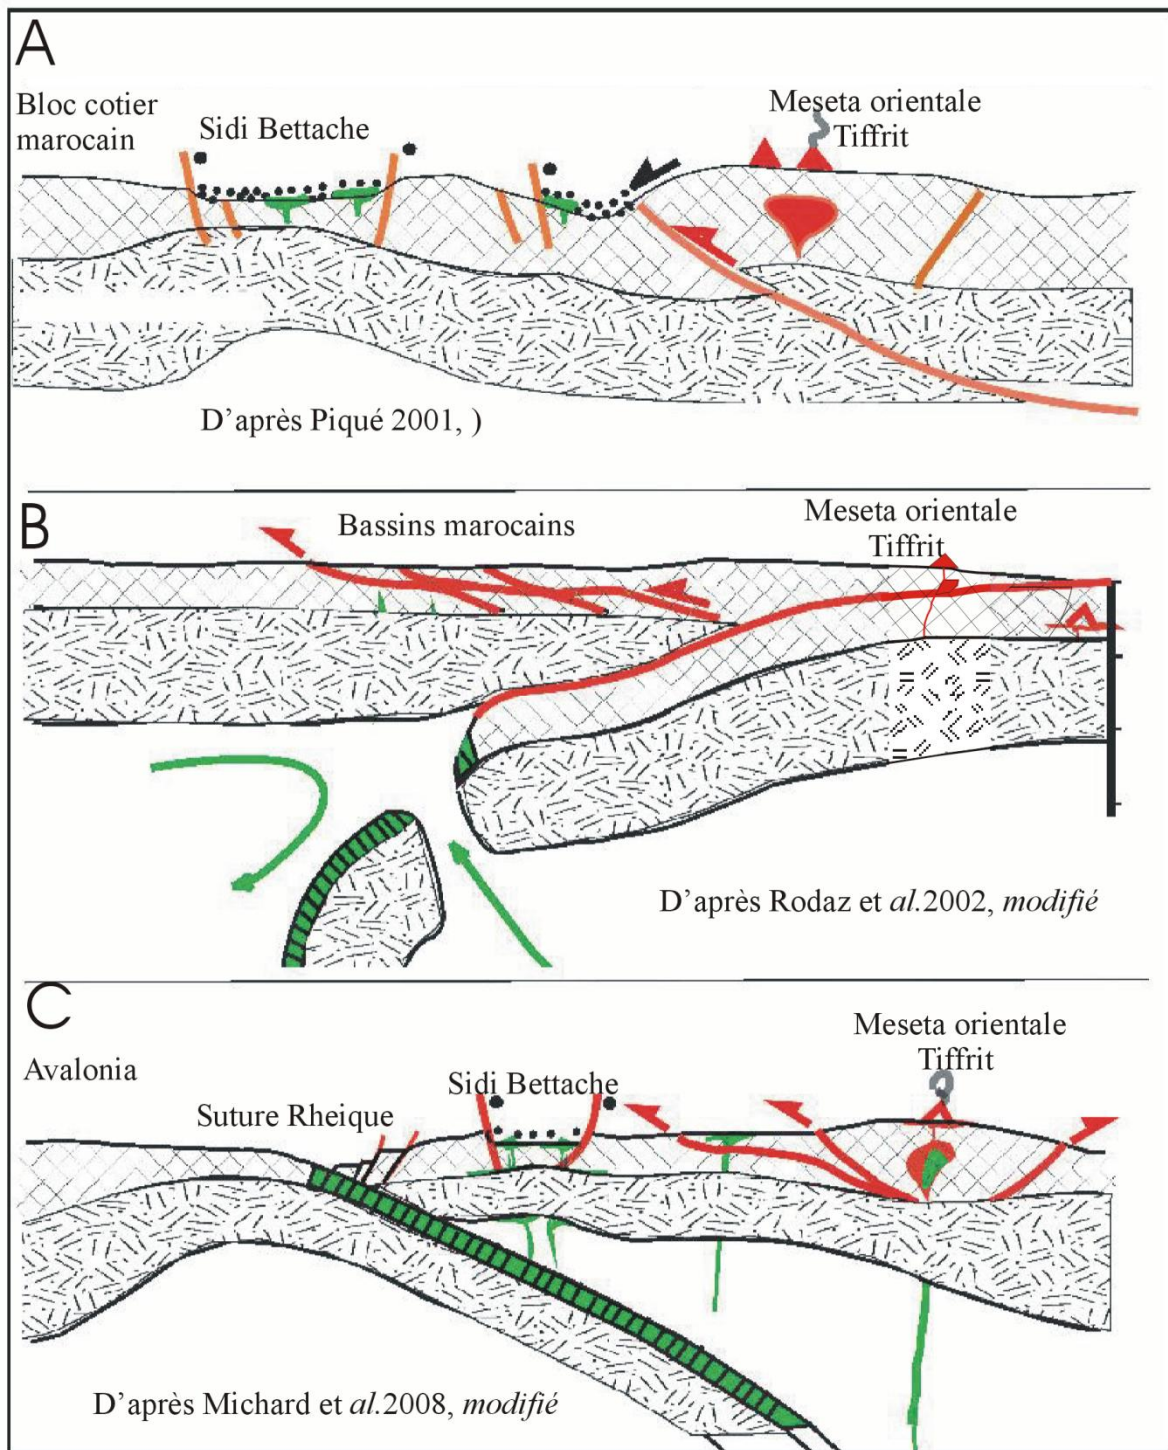 A
Bloc cotier
marocain
Sidi Bettache
Meseta orientale
Tiffrit
D'après Piqué 2001, )
B
Bassins marocains
Meseta orientale
Tiffrit
D'après Rodaz et al.2002, modifié
C
Avalonia
Suture Rheique
Sidi Bettache
Meseta orientale
Tiffrit
D'après Michard et al.2008, modifié